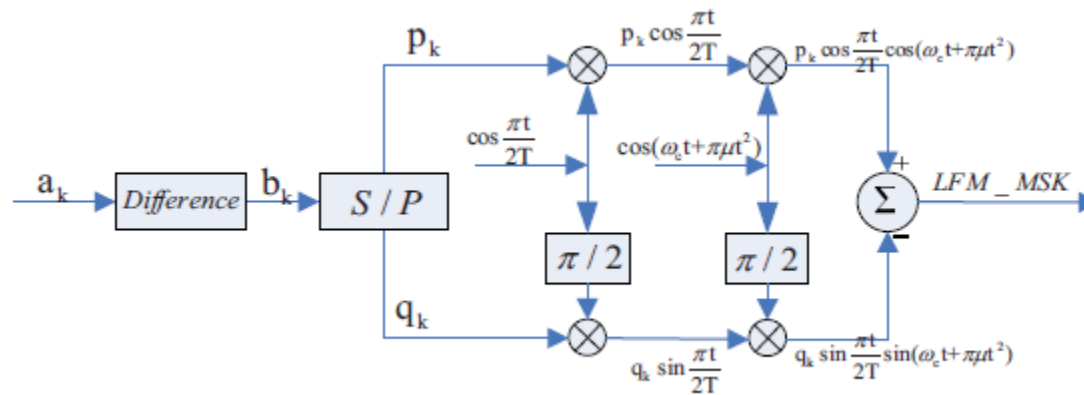 p_k
p_k cos πt/2T
p_k cos πt/2T cos(ω_c t+πμt²)
cos πt/2T
cos(ω_c t+πμt²)
a_k
Difference
b_k
S / P
+
Σ
−
LFM _ MSK
π / 2
π / 2
q_k
q_k sin πt/2T
q_k sin πt/2T sin(ω_c t+πμt²)